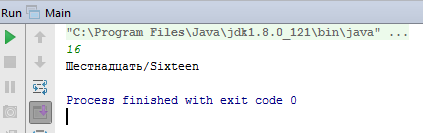 Run Main
"C:\Program Files\Java\jdk1.8.0_121\bin\java" ...
16
Шестнадцать/Sixteen
Process finished with exit code 0